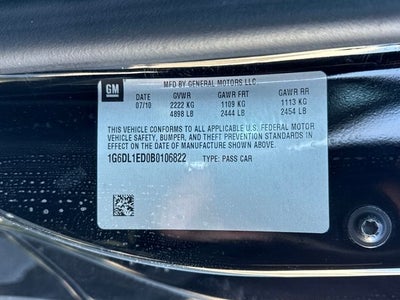 GM
MFD BY GENERAL MOTORS LLC
DATE GVWR GAWR FRT GAWR RR
07/10 2222 KG 1109 KG 1113 KG
4898 LB 2444 LB 2454 LB
THIS VEHICLE CONFORMS TO ALL APPLICABLE U.S. FEDERAL MOTOR
VEHICLE SAFETY, BUMPER, AND THEFT PREVENTION STANDARDS IN
EFFECT ON THE DATE OF MANUFACTURE SHOWN ABOVE.
1G6DL1ED0B0106822 TYPE: PASS CAR